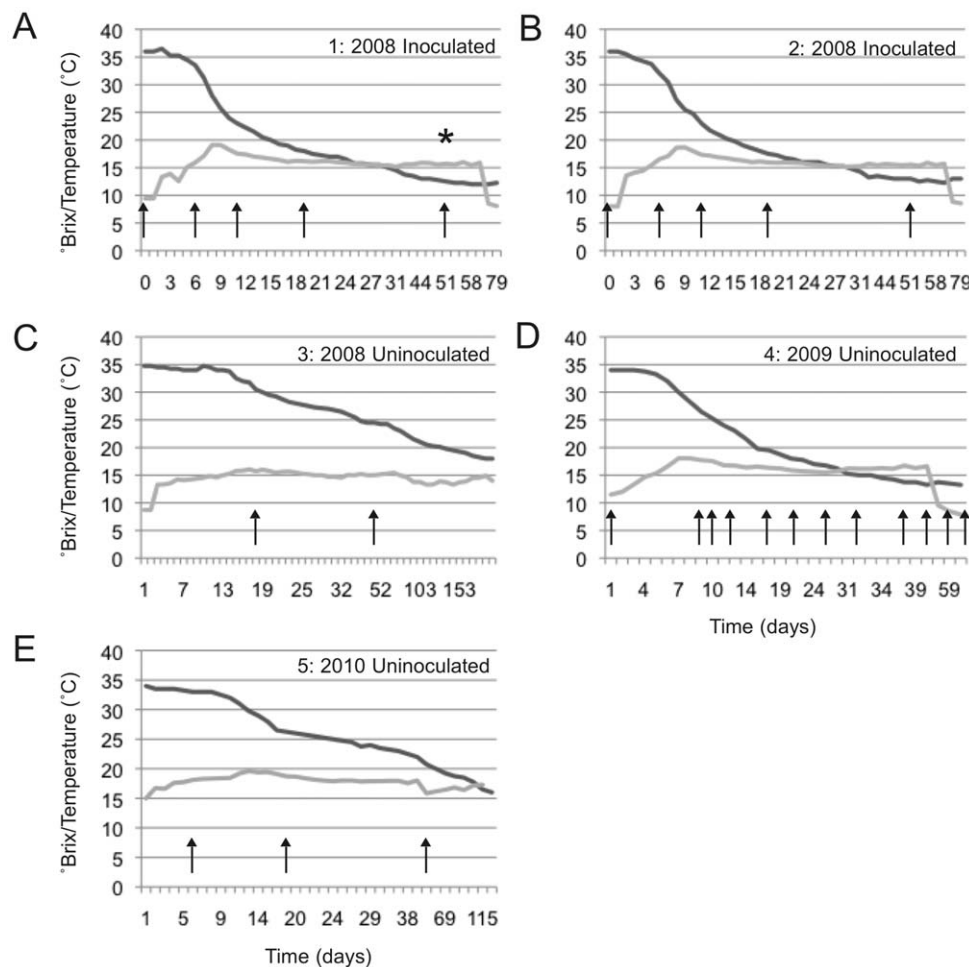 A
1: 2008 Inoculated
˚Brix/Temperature (˚C)
40
35
30
25
20
15
10
5
0
*
0 3 6 9 12 15 18 21 24 27 31 44 51 58 79
B
2: 2008 Inoculated
40
35
30
25
20
15
10
5
0
0 3 6 9 12 15 18 21 24 27 31 44 51 58 79
C
3: 2008 Uninoculated
˚Brix/Temperature (˚C)
40
35
30
25
20
15
10
5
0
1 7 13 19 25 32 52 103 153
D
4: 2009 Uninoculated
40
35
30
25
20
15
10
5
0
1 4 7 10 14 17 21 24 26 31 34 39 59
Time (days)
E
5: 2010 Uninoculated
˚Brix/Temperature (˚C)
40
35
30
25
20
15
10
5
0
1 5 9 14 20 24 29 38 69 115
Time (days)